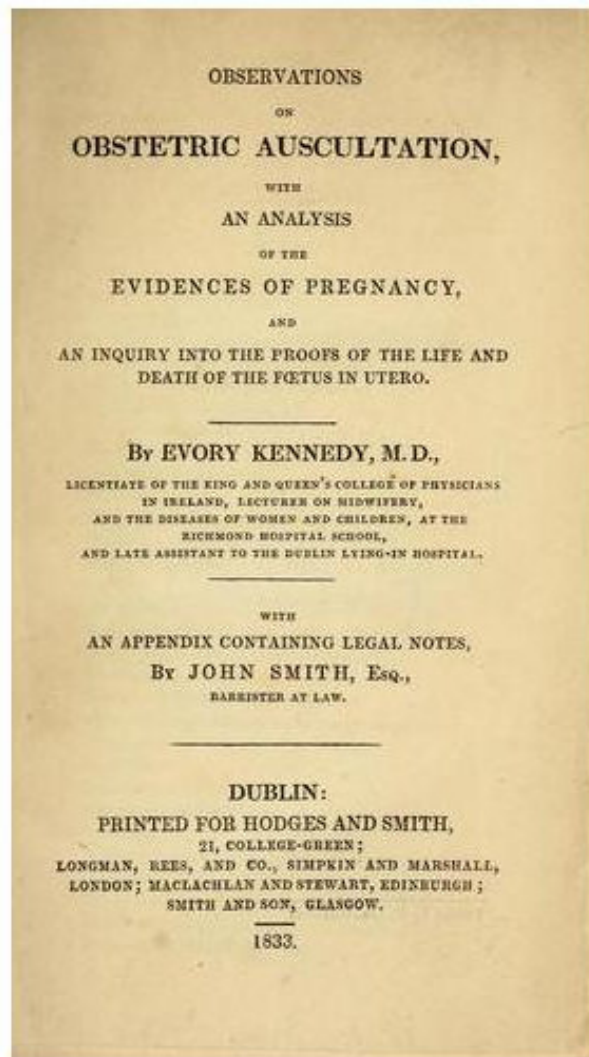 OBSERVATIONS
ON
OBSTETRIC AUSCULTATION,
WITH
AN ANALYSIS
OF THE
EVIDENCES OF PREGNANCY,
AND
AN INQUIRY INTO THE PROOFS OF THE LIFE AND
DEATH OF THE FŒTUS IN UTERO.
By EVORY KENNEDY, M.D.,
LICENTIATE OF THE KING AND QUEEN'S COLLEGE OF PHYSICIANS
IN IRELAND, LECTURER ON MIDWIFERY,
AND THE DISEASES OF WOMEN AND CHILDREN, AT THE
RICHMOND HOSPITAL SCHOOL,
AND LATE ASSISTANT TO THE DUBLIN LYING-IN HOSPITAL.
WITH
AN APPENDIX CONTAINING LEGAL NOTES,
By JOHN SMITH, Esq.,
BARRISTER AT LAW.
DUBLIN:
PRINTED FOR HODGES AND SMITH,
21, COLLEGE-GREEN;
LONGMAN, REES, AND CO., SIMPKIN AND MARSHALL,
LONDON; MACLACHLAN AND STEWART, EDINBURGH;
SMITH AND SON, GLASGOW.
1833.